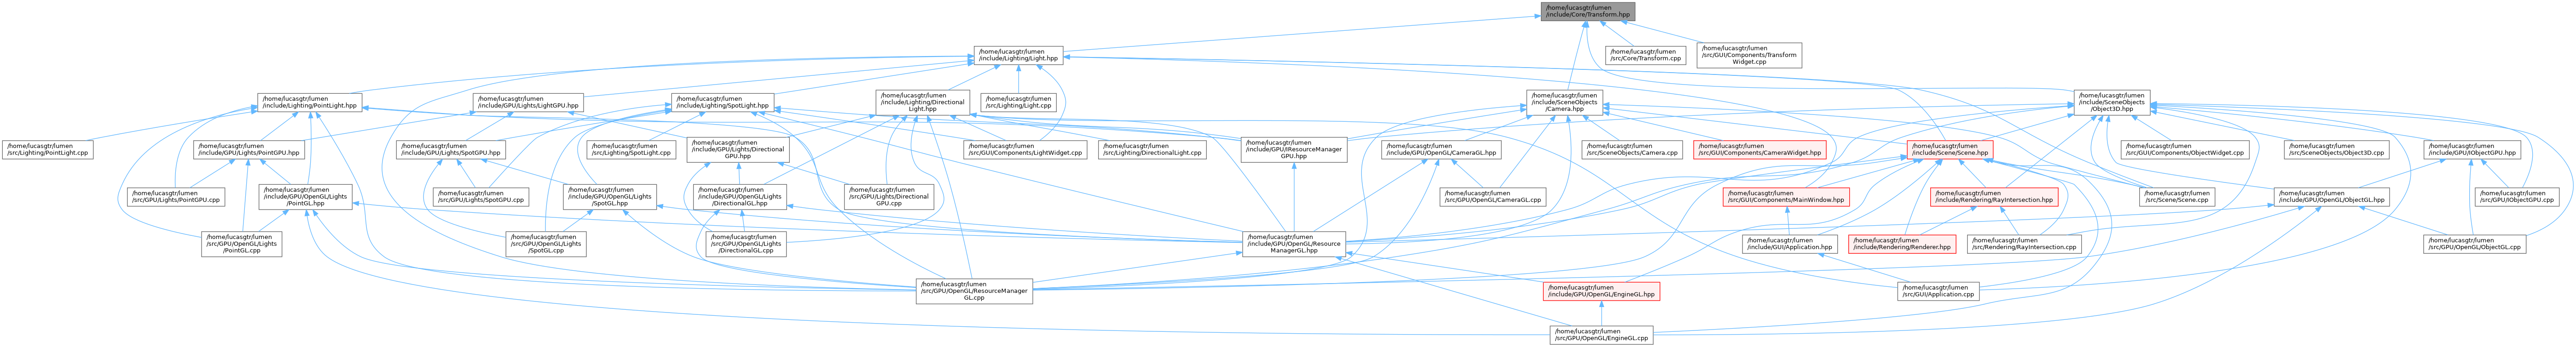 /home/lucasgtr/lumen
/include/Core/Transform.hpp
/home/lucasgtr/lumen
/include/Lighting/Light.hpp
/home/lucasgtr/lumen
/src/Core/Transform.cpp
/home/lucasgtr/lumen
/src/GUI/Components/Transform
Widget.cpp
/home/lucasgtr/lumen
/include/Lighting/PointLight.hpp
/home/lucasgtr/lumen
/include/GPU/Lights/LightGPU.hpp
/home/lucasgtr/lumen
/include/Lighting/SpotLight.hpp
/home/lucasgtr/lumen
/include/Lighting/Directional
Light.hpp
/home/lucasgtr/lumen
/src/Lighting/Light.cpp
/home/lucasgtr/lumen
/include/SceneObjects
/Camera.hpp
/home/lucasgtr/lumen
/include/SceneObjects
/Object3D.hpp
/home/lucasgtr/lumen
/src/Lighting/PointLight.cpp
/home/lucasgtr/lumen
/include/GPU/Lights/PointGPU.hpp
/home/lucasgtr/lumen
/include/GPU/Lights/SpotGPU.hpp
/home/lucasgtr/lumen
/src/Lighting/SpotLight.cpp
/home/lucasgtr/lumen
/include/GPU/Lights/Directional
GPU.hpp
/home/lucasgtr/lumen
/src/GUI/Components/LightWidget.cpp
/home/lucasgtr/lumen
/src/Lighting/DirectionalLight.cpp
/home/lucasgtr/lumen
/include/GPU/IResourceManager
GPU.hpp
/home/lucasgtr/lumen
/include/GPU/OpenGL/CameraGL.hpp
/home/lucasgtr/lumen
/src/SceneObjects/Camera.cpp
/home/lucasgtr/lumen
/src/GUI/Components/CameraWidget.hpp
/home/lucasgtr/lumen
/include/Scene/Scene.hpp
/home/lucasgtr/lumen
/src/GUI/Components/ObjectWidget.cpp
/home/lucasgtr/lumen
/src/SceneObjects/Object3D.cpp
/home/lucasgtr/lumen
/include/GPU/IObjectGPU.hpp
/home/lucasgtr/lumen
/src/GPU/Lights/PointGPU.cpp
/home/lucasgtr/lumen
/include/GPU/OpenGL/Lights
/PointGL.hpp
/home/lucasgtr/lumen
/src/GPU/Lights/SpotGPU.cpp
/home/lucasgtr/lumen
/include/GPU/OpenGL/Lights
/SpotGL.hpp
/home/lucasgtr/lumen
/include/GPU/OpenGL/Lights
/DirectionalGL.hpp
/home/lucasgtr/lumen
/src/GPU/Lights/Directional
GPU.cpp
/home/lucasgtr/lumen
/src/GPU/OpenGL/CameraGL.cpp
/home/lucasgtr/lumen
/src/GUI/Components/MainWindow.hpp
/home/lucasgtr/lumen
/include/Rendering/RayIntersection.hpp
/home/lucasgtr/lumen
/src/Scene/Scene.cpp
/home/lucasgtr/lumen
/include/GPU/OpenGL/ObjectGL.hpp
/home/lucasgtr/lumen
/src/GPU/IObjectGPU.cpp
/home/lucasgtr/lumen
/src/GPU/OpenGL/Lights
/PointGL.cpp
/home/lucasgtr/lumen
/src/GPU/OpenGL/Lights
/SpotGL.cpp
/home/lucasgtr/lumen
/src/GPU/OpenGL/Lights
/DirectionalGL.cpp
/home/lucasgtr/lumen
/include/GPU/OpenGL/Resource
ManagerGL.hpp
/home/lucasgtr/lumen
/include/GUI/Application.hpp
/home/lucasgtr/lumen
/include/Rendering/Renderer.hpp
/home/lucasgtr/lumen
/src/Rendering/RayIntersection.cpp
/home/lucasgtr/lumen
/src/GPU/OpenGL/ObjectGL.cpp
/home/lucasgtr/lumen
/src/GPU/OpenGL/ResourceManager
GL.cpp
/home/lucasgtr/lumen
/include/GPU/OpenGL/EngineGL.hpp
/home/lucasgtr/lumen
/src/GUI/Application.cpp
/home/lucasgtr/lumen
/src/GPU/OpenGL/EngineGL.cpp